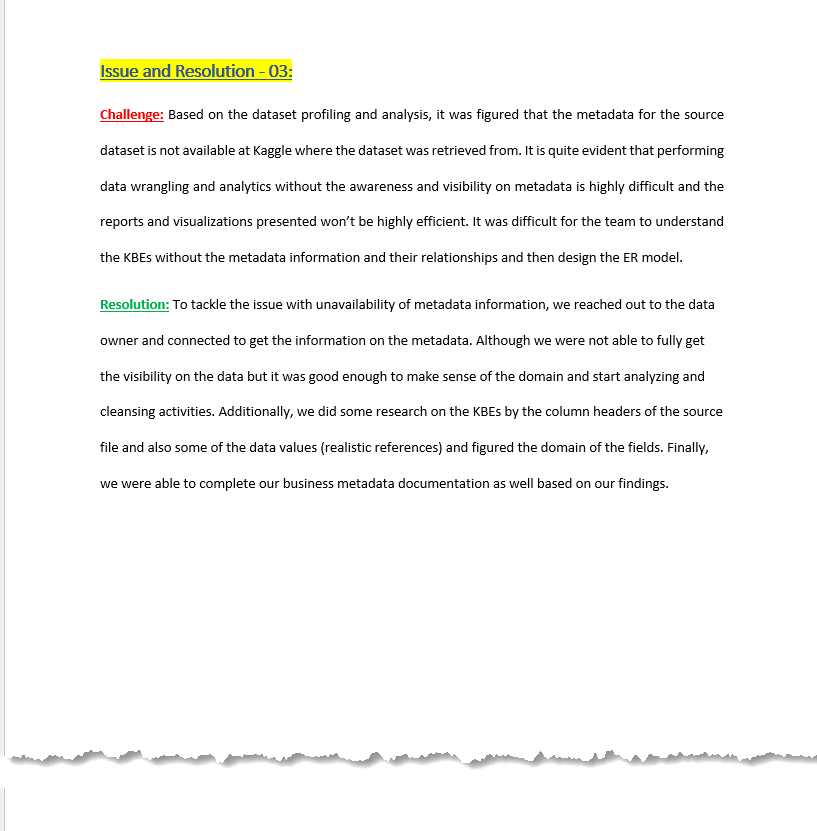 Issue and Resolution - 03:
Challenge: Based on the dataset profiling and analysis, it was figured that the metadata for the source
dataset is not available at Kaggle where the dataset was retrieved from. It is quite evident that performing
data wrangling and analytics without the awareness and visibility on metadata is highly difficult and the
reports and visualizations presented won’t be highly efficient. It was difficult for the team to understand
the KBEs without the metadata information and their relationships and then design the ER model.
Resolution: To tackle the issue with unavailability of metadata information, we reached out to the data
owner and connected to get the information on the metadata. Although we were not able to fully get
the visibility on the data but it was good enough to make sense of the domain and start analyzing and
cleansing activities. Additionally, we did some research on the KBEs by the column headers of the source
file and also some of the data values (realistic references) and figured the domain of the fields. Finally,
we were able to complete our business metadata documentation as well based on our findings.